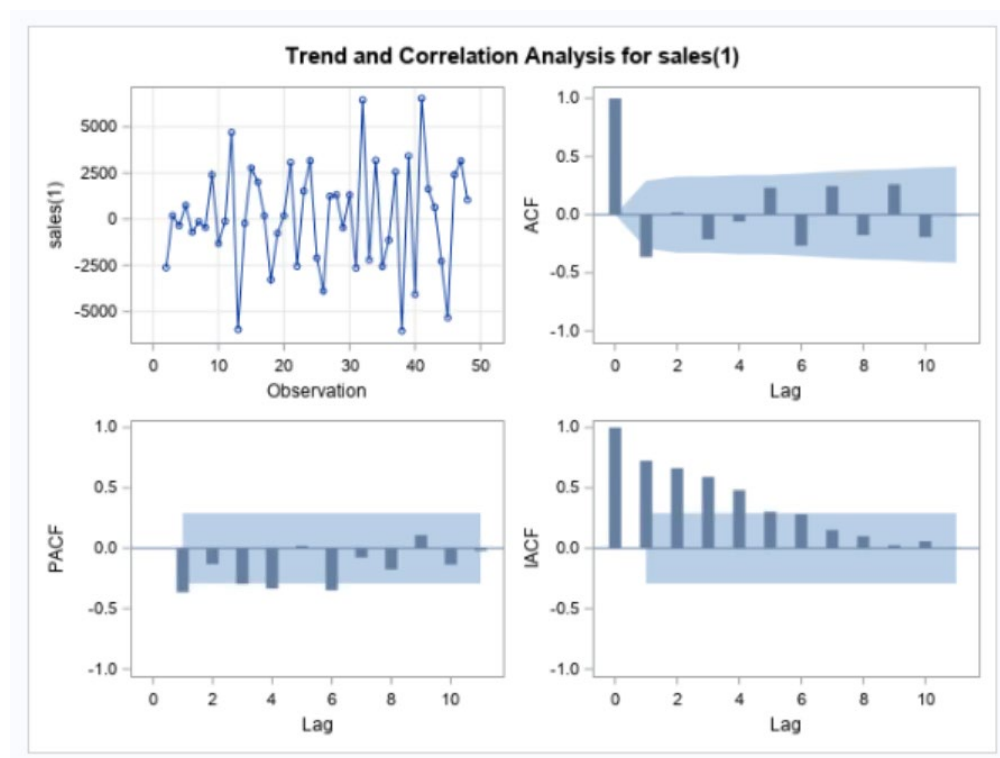 Trend and Correlation Analysis for sales(1)
5000
2500
0
-2500
-5000
sales(1)
0 10 20 30 40 50
Observation
1.0
0.5
0.0
-0.5
-1.0
ACF
0 2 4 6 8 10
Lag
1.0
0.5
0.0
-0.5
-1.0
PACF
0 2 4 6 8 10
Lag
1.0
0.5
0.0
-0.5
-1.0
IACF
0 2 4 6 8 10
Lag